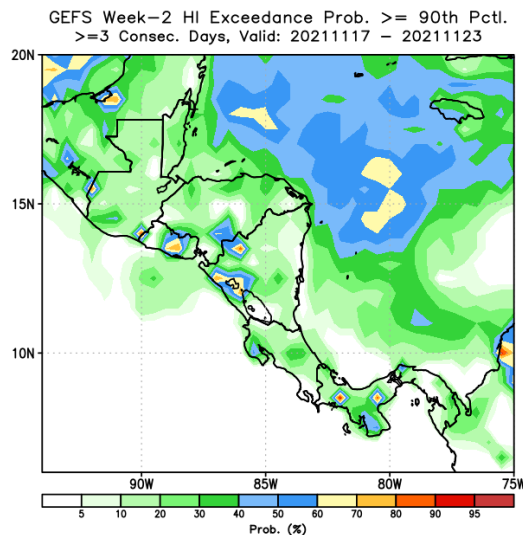 GEFS Week-2 HI Exceedance Prob. >= 90th Pctl.
>=3 Consec. Days, Valid: 20211117 - 20211123
20N
15N
10N
90W 85W 80W 75W
5 10 20 30 40 50 60 70 80 90 95
Prob. (%)